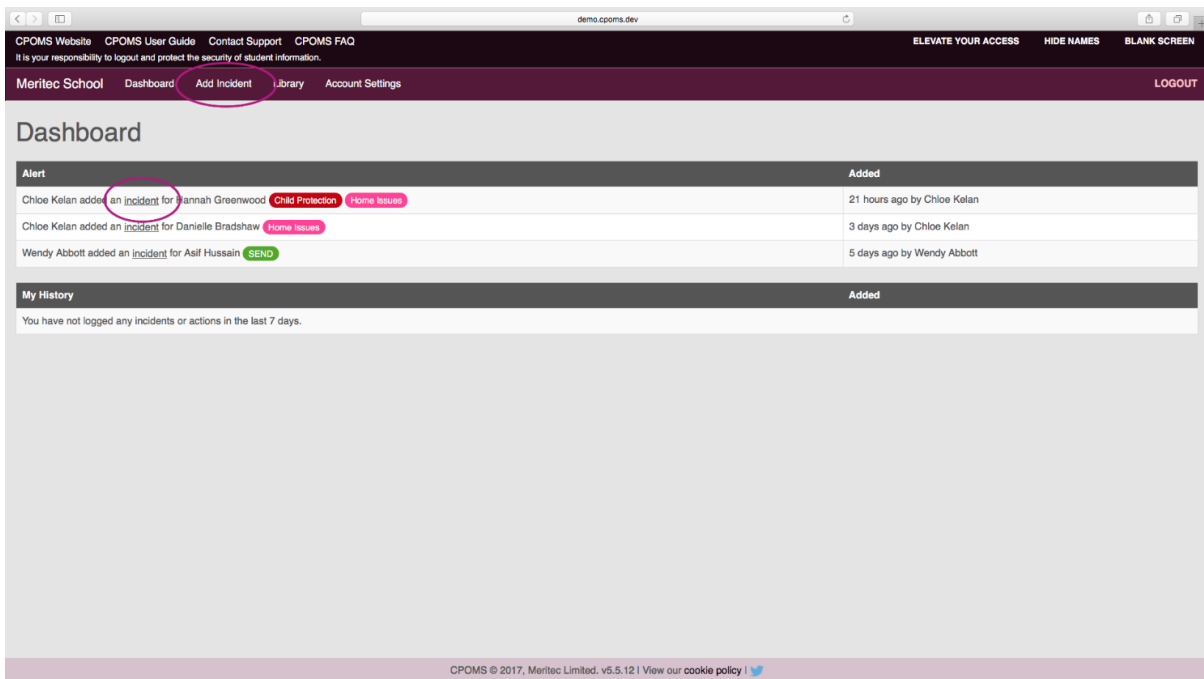 demo.cpoms.dev
CPOMS Website CPOMS User Guide Contact Support CPOMS FAQ ELEVATE YOUR ACCESS HIDE NAMES BLANK SCREEN
It is your responsibility to logout and protect the security of student information.
Meritec School Dashboard Add Incident Library Account Settings LOGOUT
Dashboard
Alert Added
Chloe Kelan added an incident for Hannah Greenwood Child Protection Home Issues 21 hours ago by Chloe Kelan
Chloe Kelan added an incident for Danielle Bradshaw Home Issues 3 days ago by Chloe Kelan
Wendy Abbott added an incident for Asif Hussain SEND 5 days ago by Wendy Abbott
My History Added
You have not logged any incidents or actions in the last 7 days.
CPOMS © 2017, Meritec Limited. v5.5.12 | View our cookie policy |